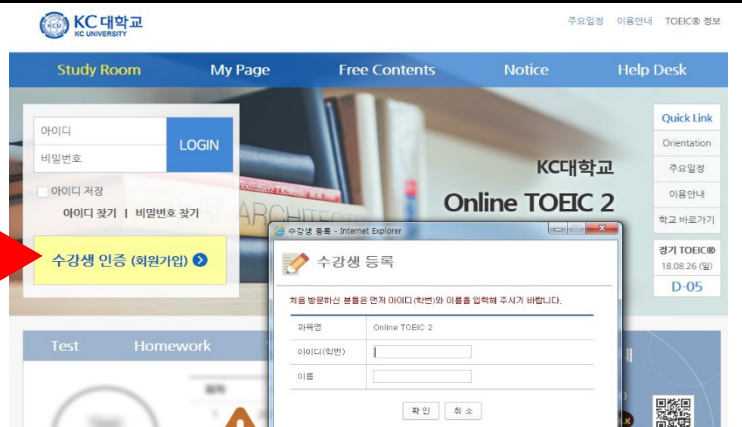 KC대학교
KC UNIVERSITY
주요일정 이용안내 TOEIC® 정보
Study Room My Page Free Contents Notice Help Desk
아이디
비밀번호
LOGIN
아이디 저장
아이디 찾기 | 비밀번호 찾기
수강생 인증 (회원가입)
KC대학교
Online TOEIC 2
Quick Link
Orientation
주요일정
이용안내
학교 바로가기
정기 TOEIC®
18.08.26 (일)
D-05
수강생 등록 - Internet Explorer
수강생 등록
처음 방문하신 분들은 먼저 아이디(학번)와 이름을 입력해 주시기 바랍니다.
과목명 Online TOEIC 2
아이디(학번)
이름
확 인 취 소
Test Homework